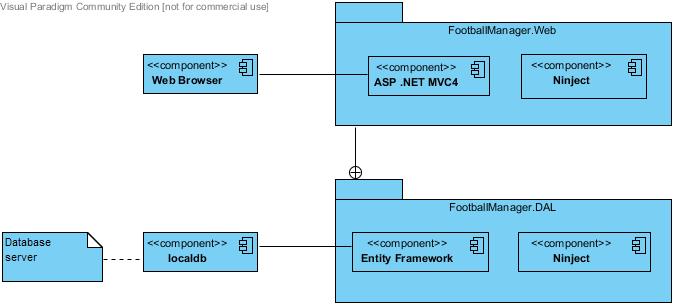 Visual Paradigm Community Edition [not for commercial use]
FootballManager.Web
<<component>>
Web Browser
<<component>>
ASP .NET MVC4
<<component>>
Ninject
FootballManager.DAL
Database
server
<<component>>
localdb
<<component>>
Entity Framework
<<component>>
Ninject